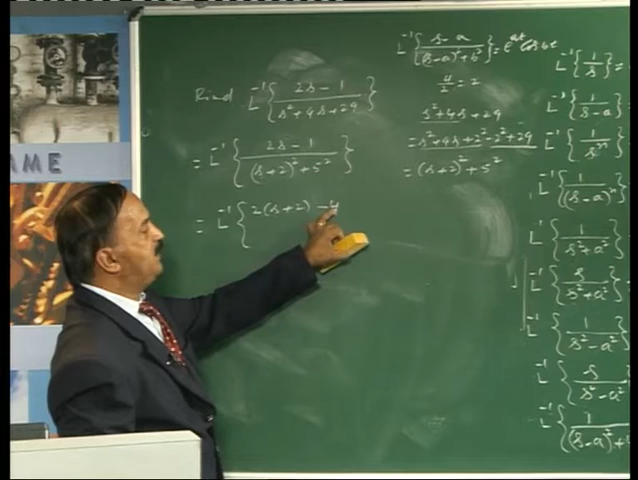 L⁻¹{(s-a)/((s-a)²+b²)} = e^{at} Cos bt
4/2 = 2
Find L⁻¹{(2s-1)/(s²+4s+29)}
s²+4s+29
= L⁻¹{(2s-1)/((s+2)²+5²)}
= s²+4s+2²-2²+29
= (s+2)²+5²
= L⁻¹{2(s+2)-4
L⁻¹{1/s} =
L⁻¹{1/(s-a)}
L⁻¹{1/sⁿ}
L⁻¹{1/(s-a)ⁿ}
L⁻¹{1/(s²+a²)}
L⁻¹{s/(s²+a²)}
L⁻¹{1/(s²-a²)}
L⁻¹{s/(s²-a²)}
L⁻¹{1/((s-a)²+
AME